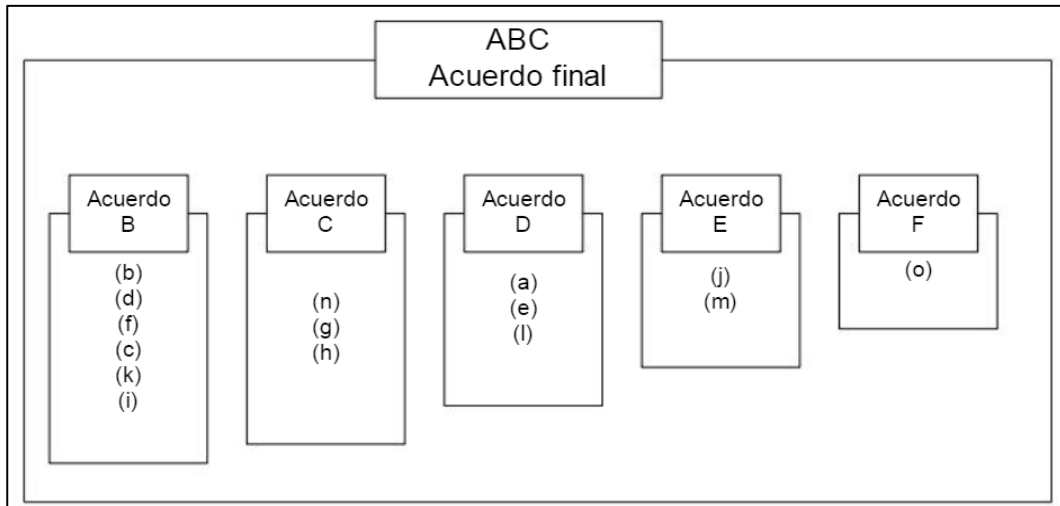 ABC
Acuerdo final
Acuerdo
B
(b)
(d)
(f)
(c)
(k)
(i)
Acuerdo
C
(n)
(g)
(h)
Acuerdo
D
(a)
(e)
(l)
Acuerdo
E
(j)
(m)
Acuerdo
F
(o)